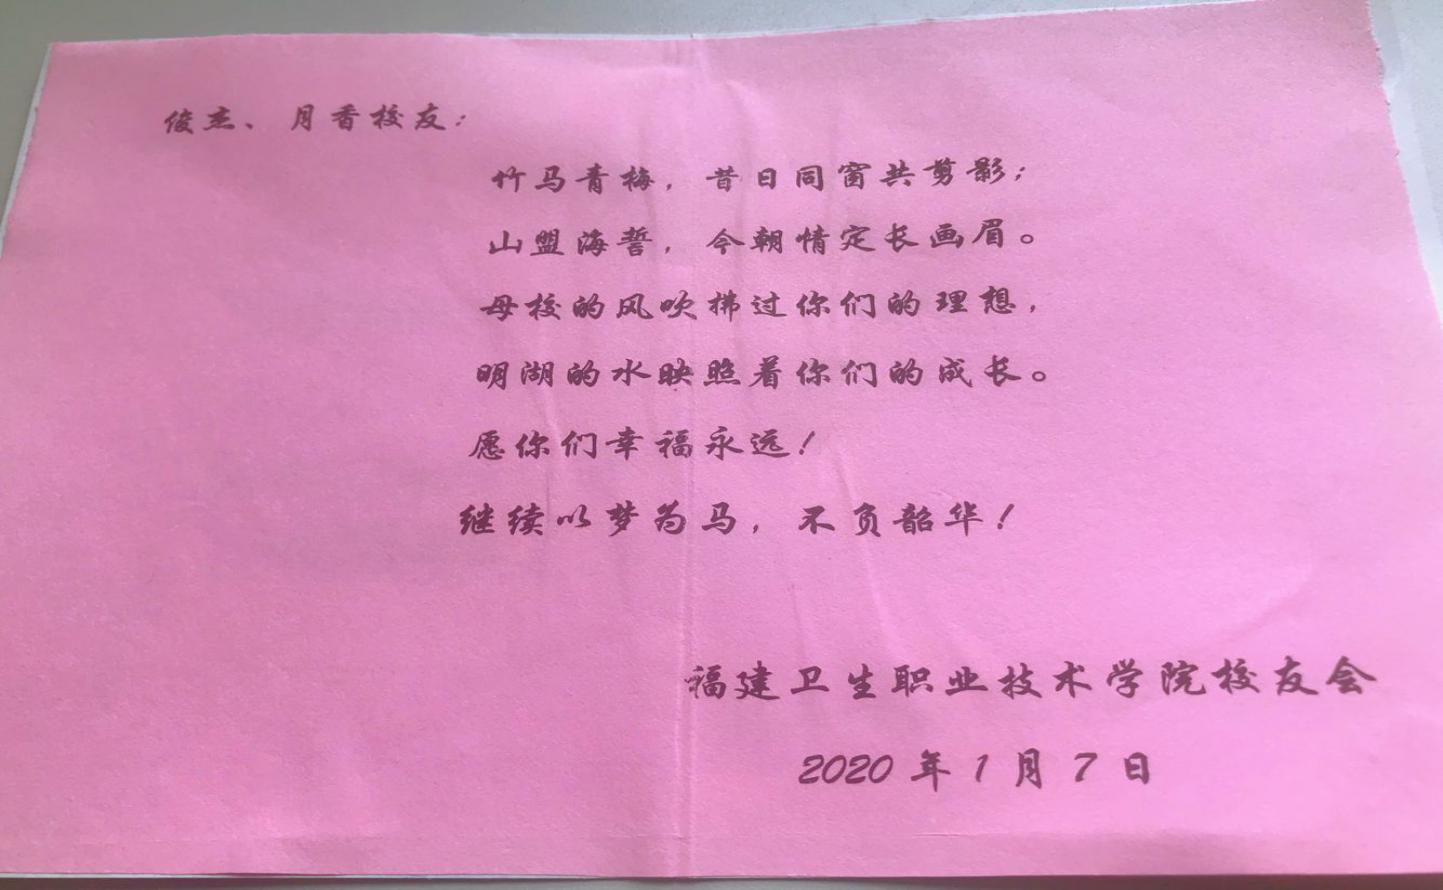 俊杰、月香校友：
竹马青梅，昔日同窗共剪影；
山盟海誓，今朝情定长画眉。
母校的风吹拂过你们的理想，
明湖的水映照着你们的成长。
愿你们幸福永远！
继续以梦为马，不负韶华！
福建卫生职业技术学院校友会
2020 年 1 月 7 日